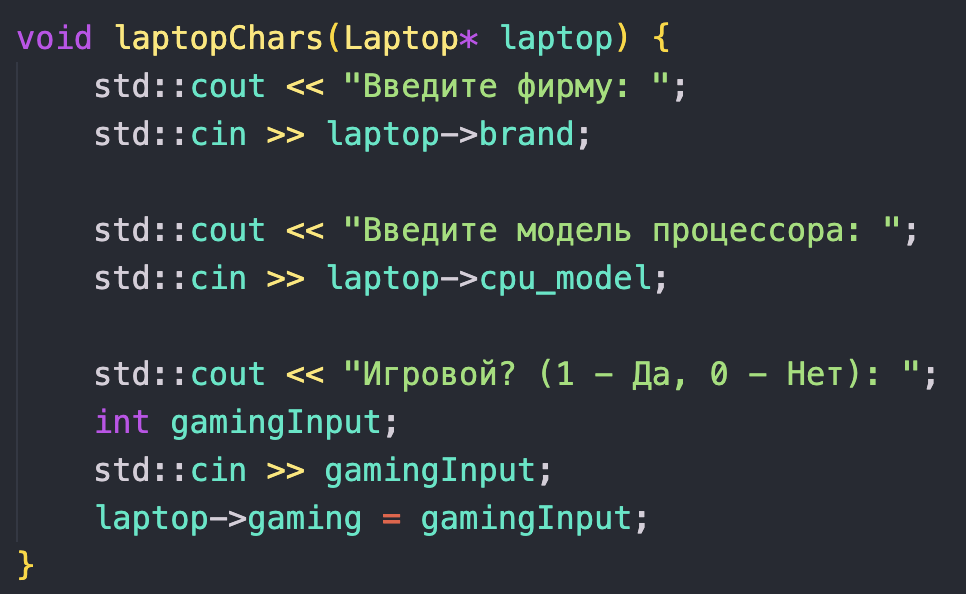 void laptopChars(Laptop* laptop) {
std::cout << "Введите фирму: ";
std::cin >> laptop->brand;
std::cout << "Введите модель процессора: ";
std::cin >> laptop->cpu_model;
std::cout << "Игровой? (1 – Да, 0 – Нет): ";
int gamingInput;
std::cin >> gamingInput;
laptop->gaming = gamingInput;
}